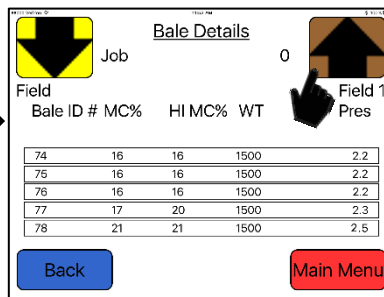 Bale Details
Job 0
Field Field 1
Bale ID # MC% HI MC% WT Pres
74 16 16 1500 2.2
75 16 16 1500 2.2
76 16 16 1500 2.2
77 17 20 1500 2.3
78 21 21 1500 2.5
Back Main Menu